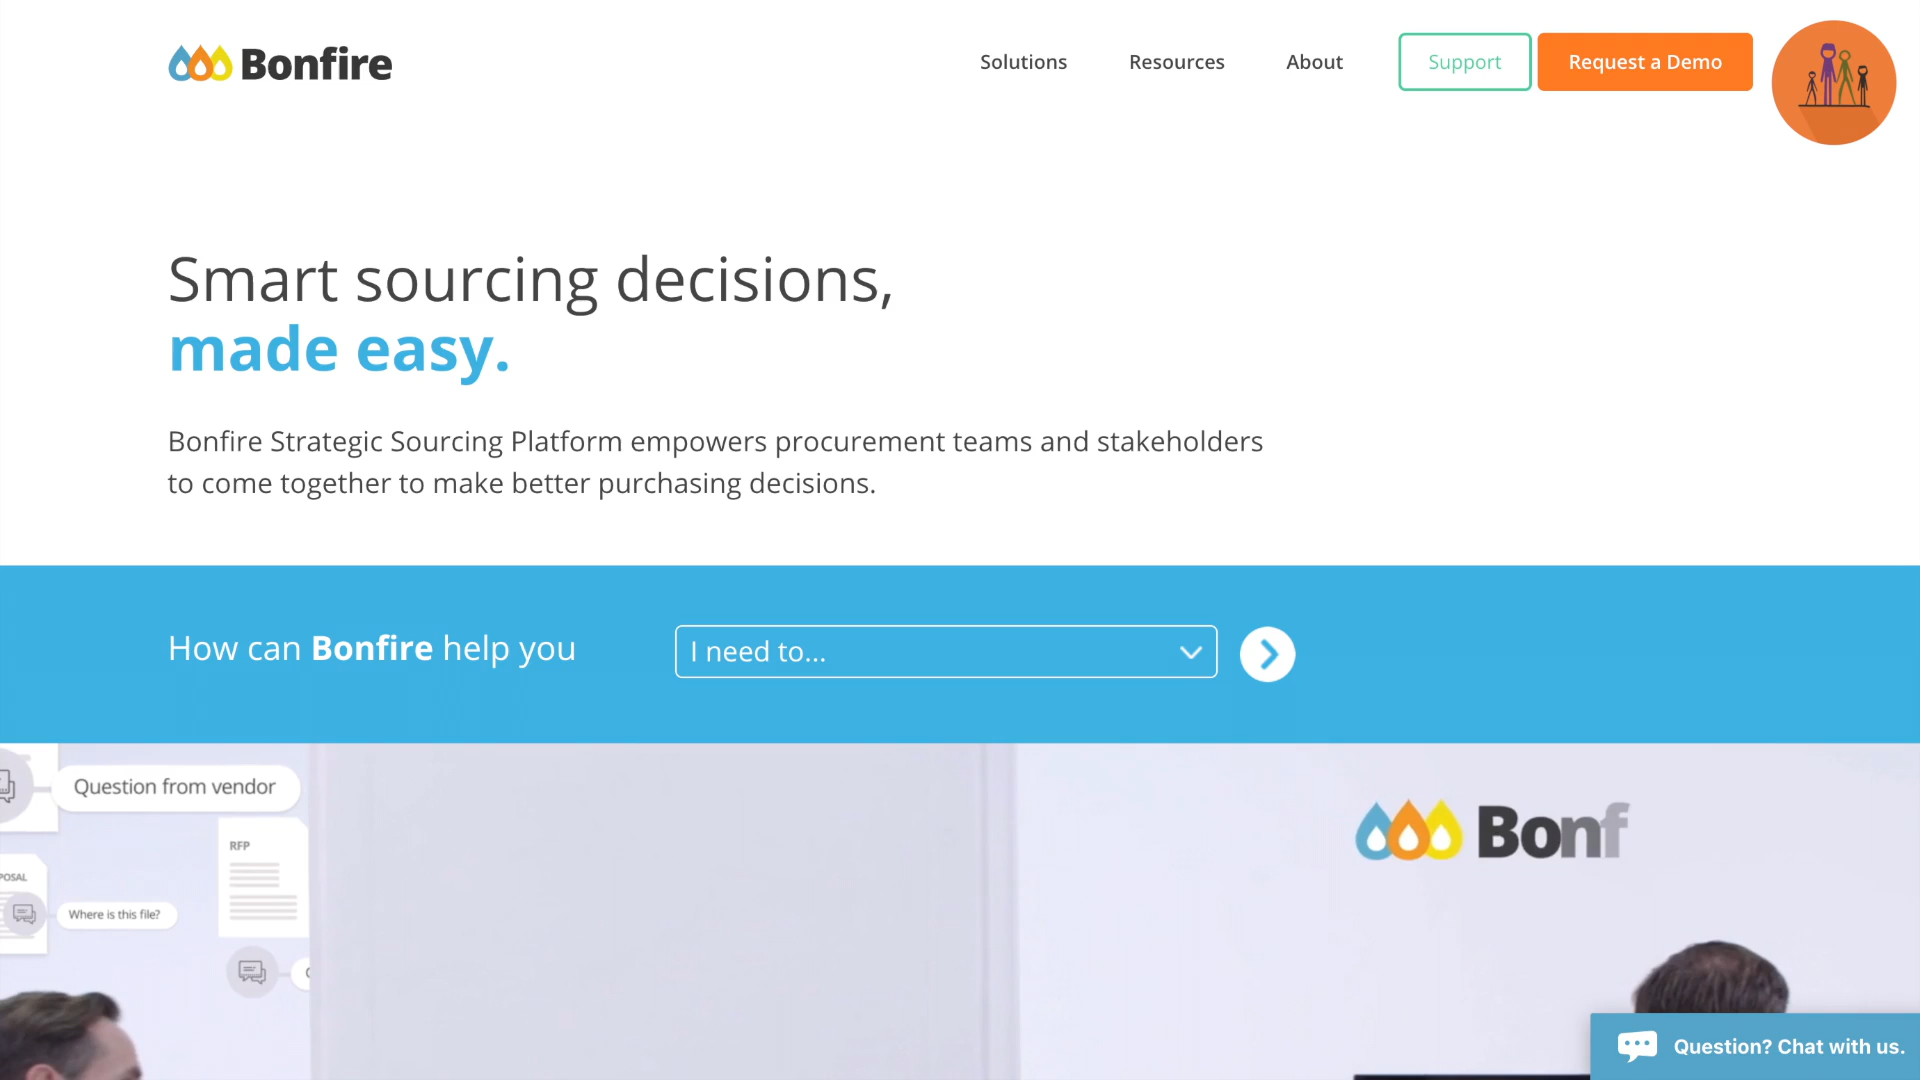 Bonfire
Solutions
Resources
About
Support
Request a Demo
Smart sourcing decisions,
made easy.
Bonfire Strategic Sourcing Platform empowers procurement teams and stakeholders
to come together to make better purchasing decisions.
How can Bonfire help you
I need to...
Question from vendor
RFP
POSAL
Where is this file?
Bonf
Question? Chat with us.